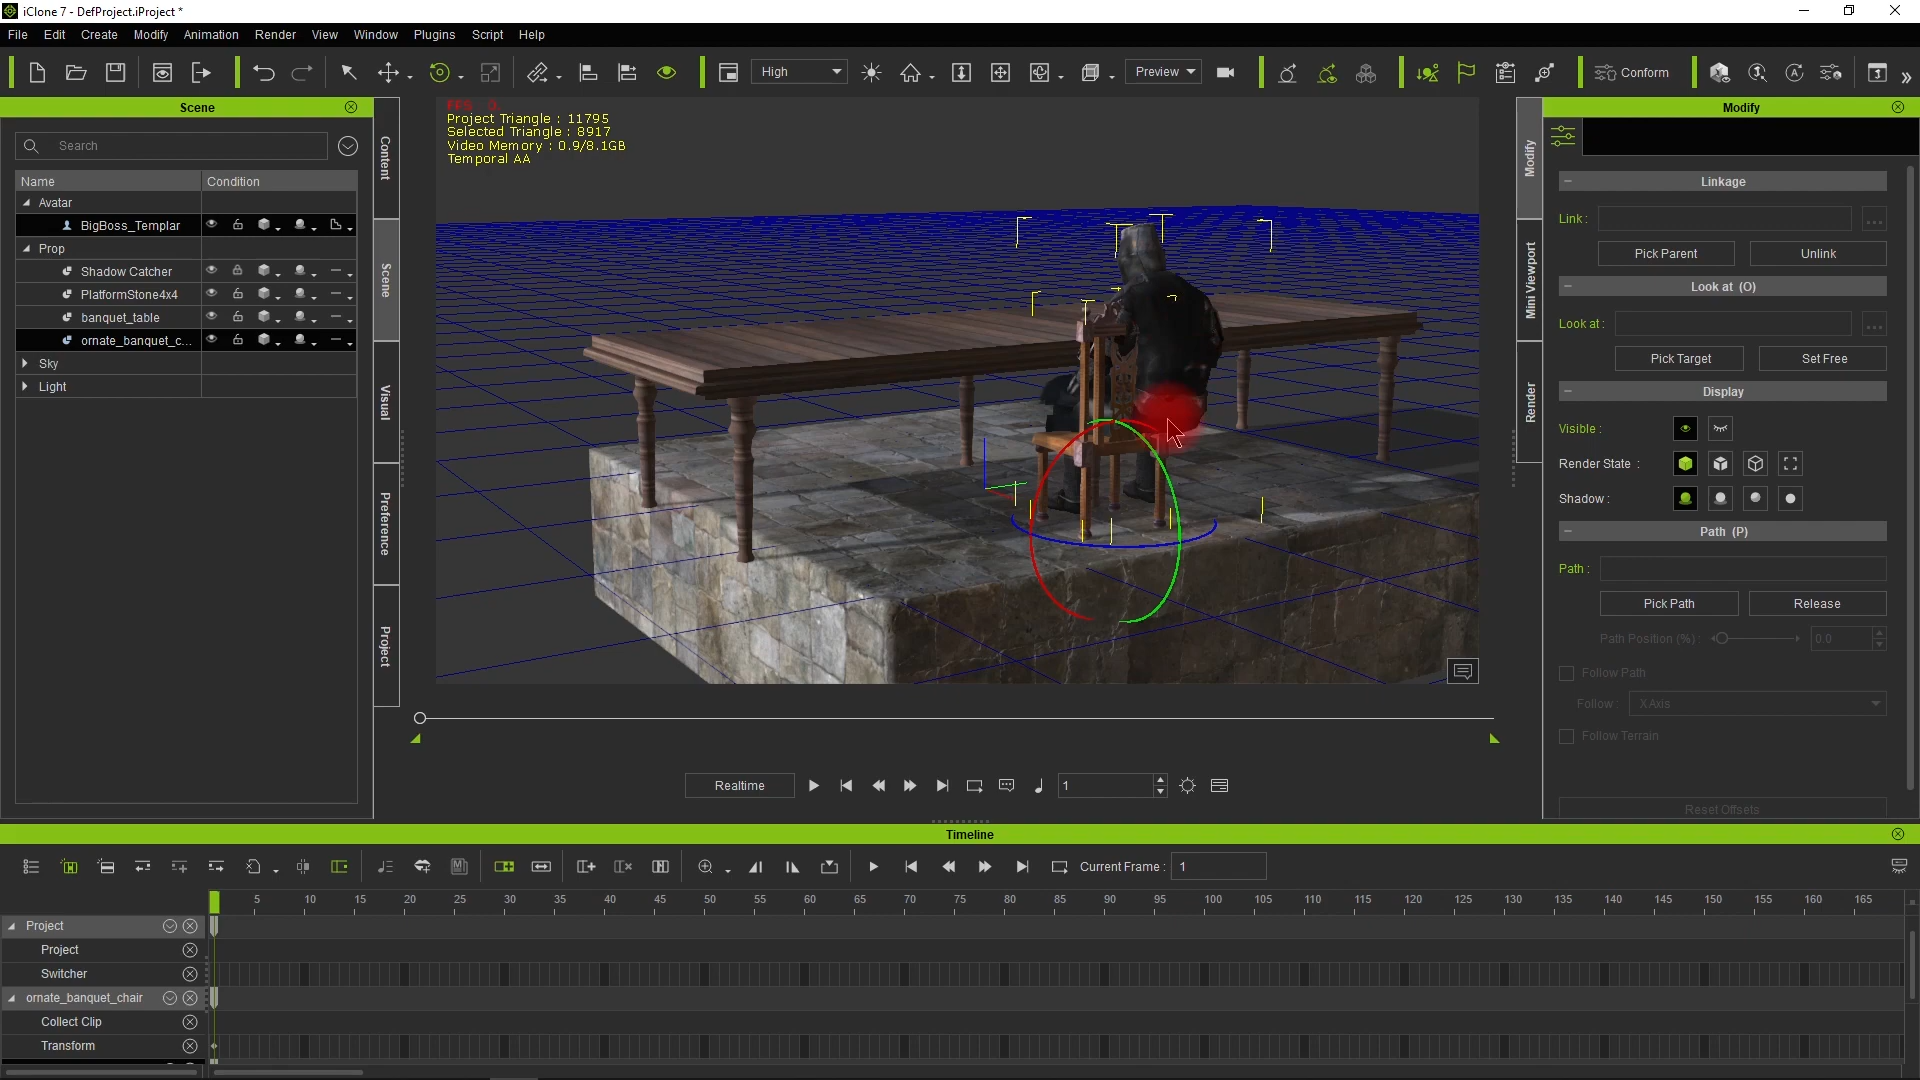 iClone 7 - DefProject.iProject *
File Edit Create Modify Animation Render View Window Plugins Script Help
High
Preview
Conform
Scene
Search
Name Condition
Avatar
BigBoss_Templar
Prop
Shadow Catcher
PlatformStone4x4
banquet_table
ornate_banquet_c...
Sky
Light
Content
Scene
Visual
Preference
Project
FPS : 0.
Project Triangle : 11795
Selected Triangle : 8917
Video Memory : 0.9/8.1GB
Temporal AA
Modify
Mini Viewport
Render
Modify
Linkage
Link :
Pick Parent Unlink
Look at (O)
Look at :
Pick Target Set Free
Display
Visible :
Render State :
Shadow :
Path (P)
Path :
Pick Path Release
Path Position (%) : 0.0
Follow Path
Follow : X Axis
Follow Terrain
Reset Offsets
Realtime 1
Timeline
Current Frame : 1
5 10 15 20 25 30 35 40 45 50 55 60 65 70 75 80 85 90 95 100 105 110 115 120 125 130 135 140 145 150 155 160 165
Project
Project
Switcher
ornate_banquet_chair
Collect Clip
Transform